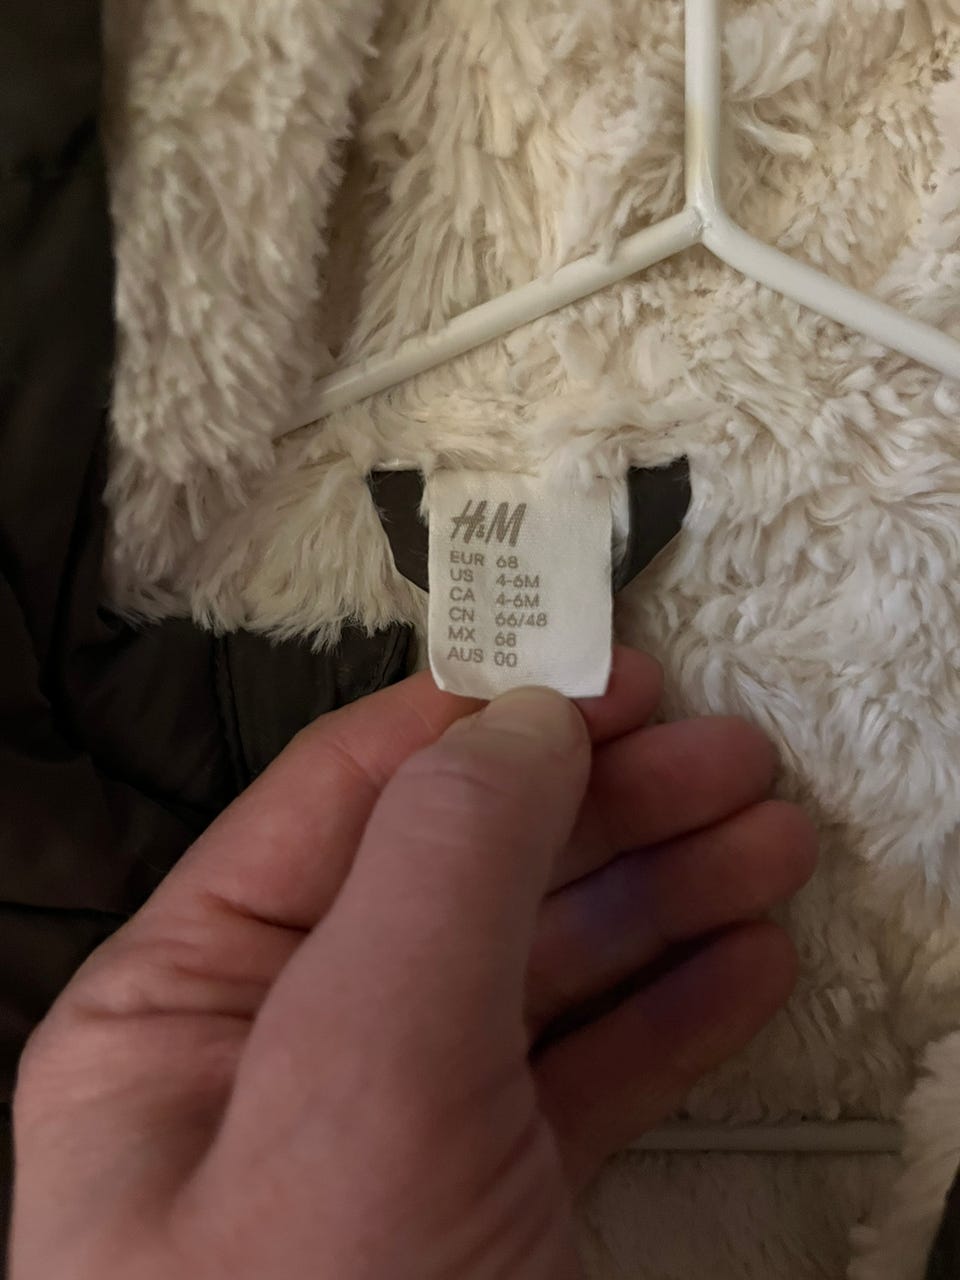 H&M
EUR 68
US 4-6M
CA 4-6M
CN 66/48
MX 68
AUS 00